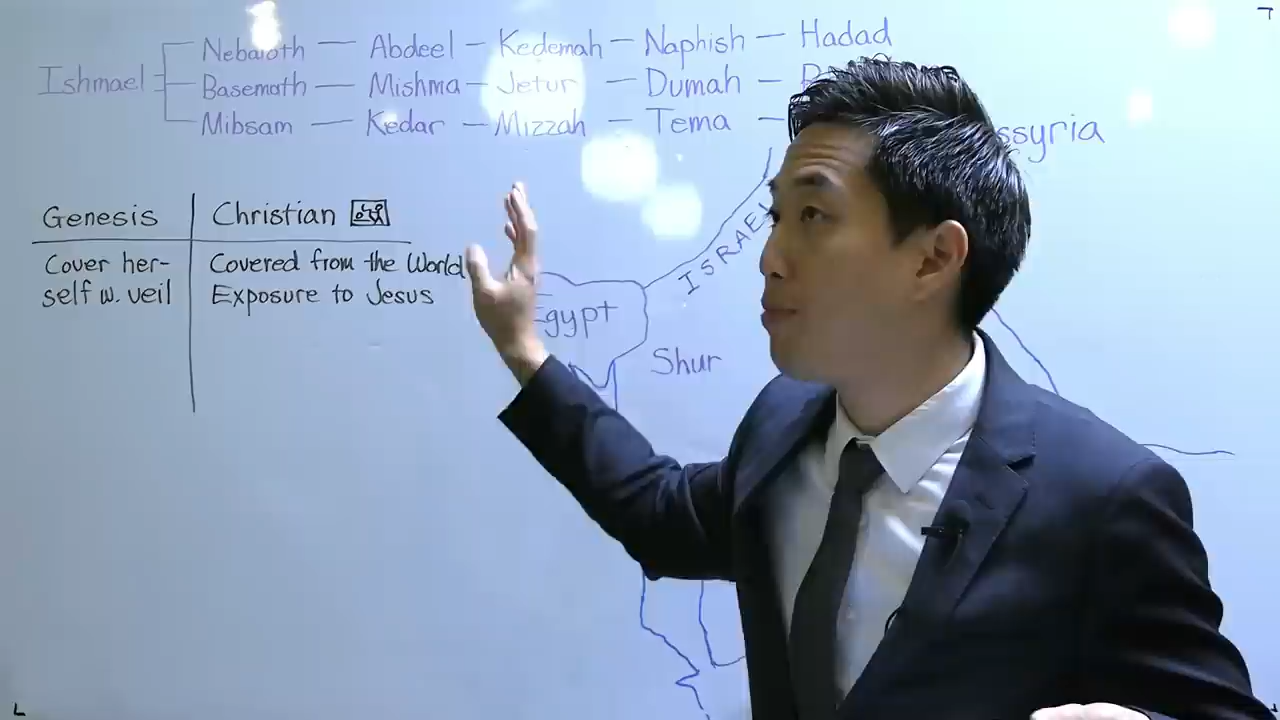 Ishmael
Nebaioth — Abdeel — Kedemah — Naphish — Hadad
Basemath — Mishma — Jetur — Dumah —
Mibsam — Kedar — Mizzah — Tema —
ssyria
Genesis
Christian
Cover her-
self w. veil
Covered from the World
Exposure to Jesus
ISRAEL
Egypt
Shur